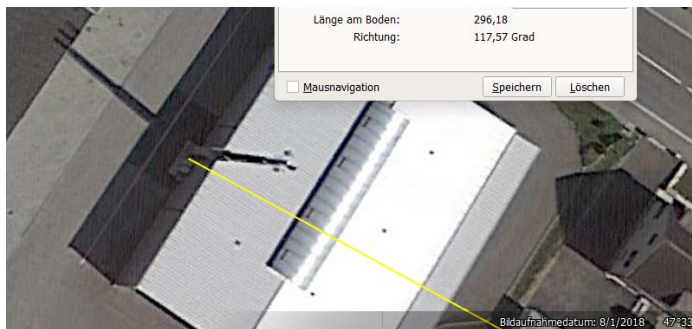 Länge am Boden: 296,18
Richtung: 117,57 Grad
Mausnavigation Speichern Löschen
Bildaufnahmedatum: 8/1/2018 47°33